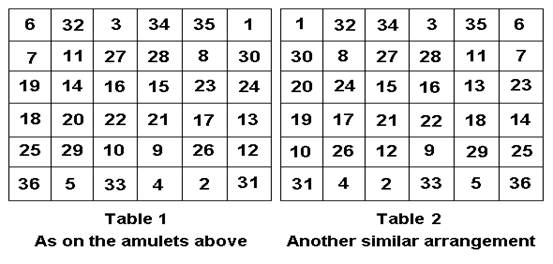 6 32 3 34 35 1
7 11 27 28 8 30
19 14 16 15 23 24
18 20 22 21 17 13
25 29 10 9 26 12
36 5 33 4 2 31
Table 1
As on the amulets above
1 32 34 3 35 6
30 8 27 28 11 7
20 24 15 16 13 23
19 17 21 22 18 14
10 26 12 9 29 25
31 4 2 33 5 36
Table 2
Another similar arrangement